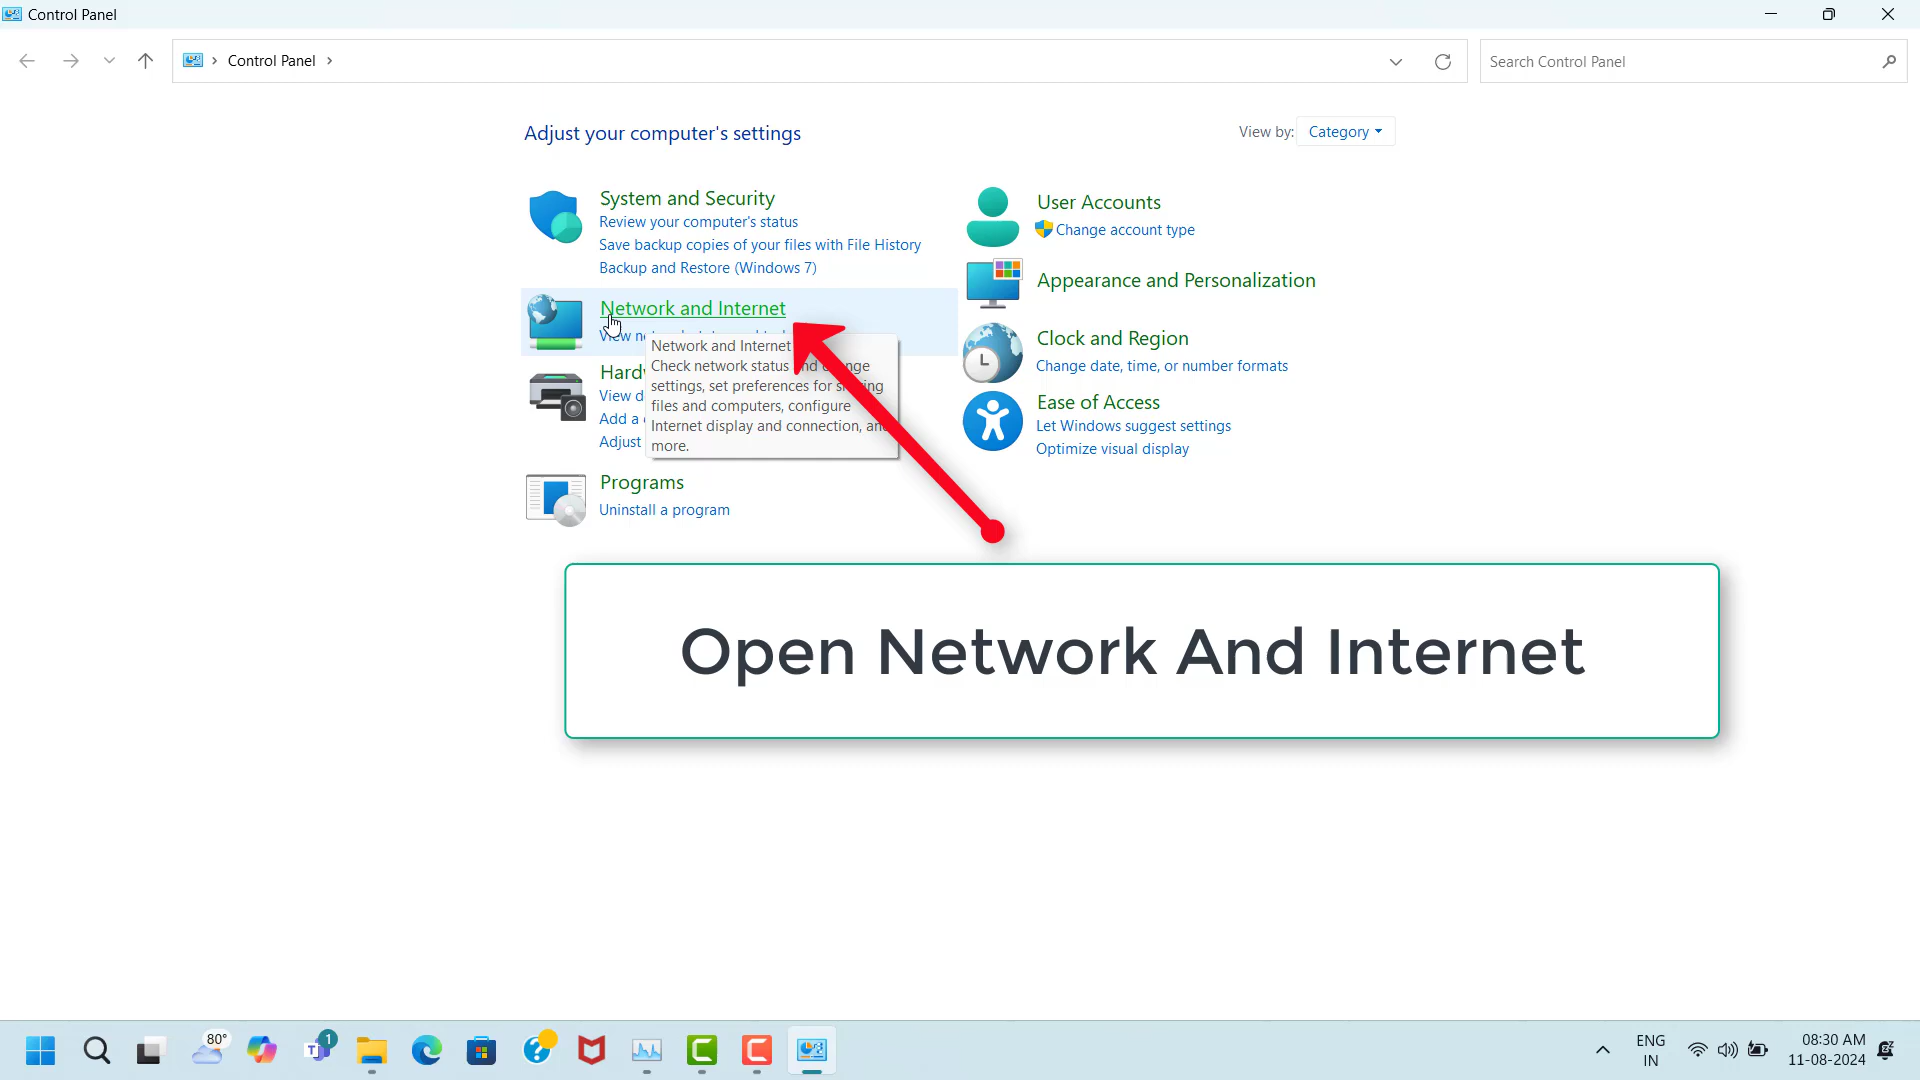 Control Panel
Control Panel
Search Control Panel
Adjust your computer's settings
View by: Category
System and Security
Review your computer's status
Save backup copies of your files with File History
Backup and Restore (Windows 7)
Network and Internet
Network and Internet
Check network status
settings, set preferences for
files and computers, configure
Internet display and connection,
more.
Add a
Adjust
Programs
Uninstall a program
User Accounts
Change account type
Appearance and Personalization
Clock and Region
Change date, time, or number formats
Ease of Access
Let Windows suggest settings
Optimize visual display
Open Network And Internet
80°
1
ENG
IN
08:30 AM
11-08-2024